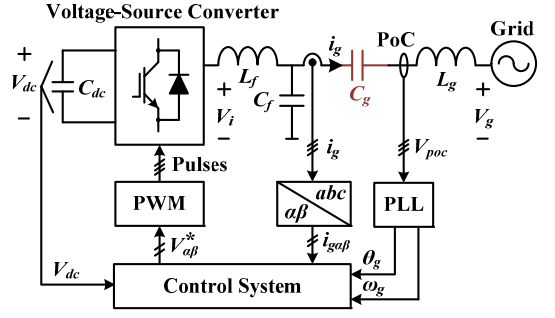 Voltage-Source Converter
Grid
PoC
i_g
+
V_dc
−
C_dc
L_f
+
V_i
−
C_f
C_g
L_g
+
V_g
−
i_g
V_poc
Pulses
PWM
abc
αβ
PLL
V*_αβ
i_gαβ
θ_g
ω_g
V_dc
Control System